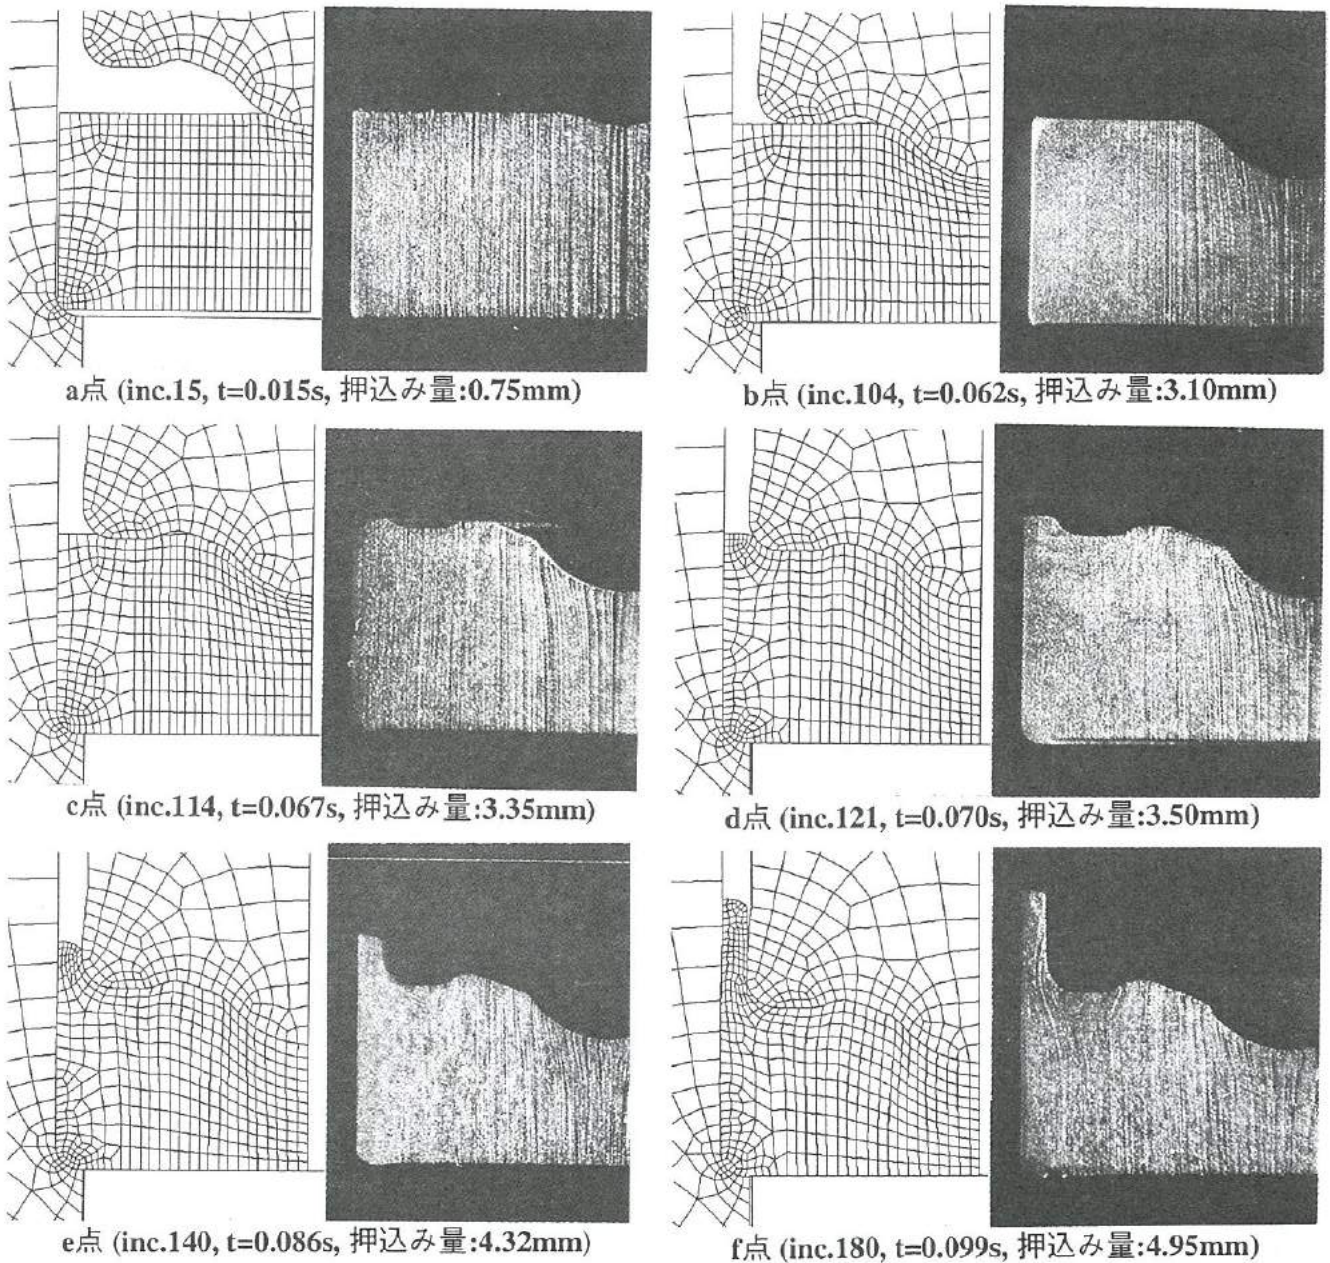 a点 (inc.15, t=0.015s, 押込み量:0.75mm)
b点 (inc.104, t=0.062s, 押込み量:3.10mm)
c点 (inc.114, t=0.067s, 押込み量:3.35mm)
d点 (inc.121, t=0.070s, 押込み量:3.50mm)
e点 (inc.140, t=0.086s, 押込み量:4.32mm)
f点 (inc.180, t=0.099s, 押込み量:4.95mm)